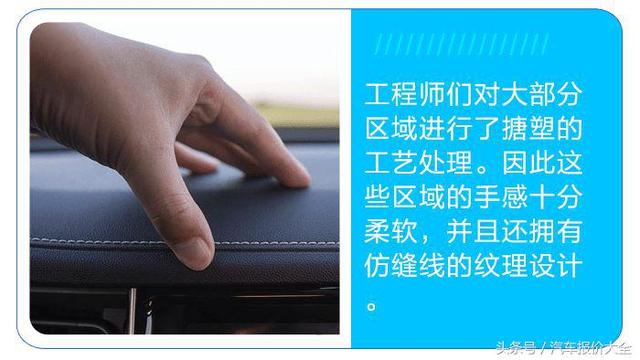 工程师们对大部分
区域进行了搪塑的
工艺处理。因此这
些区域的手感十分
柔软，并且还拥有
仿缝线的纹理设计
。
头条号／汽车报价大全